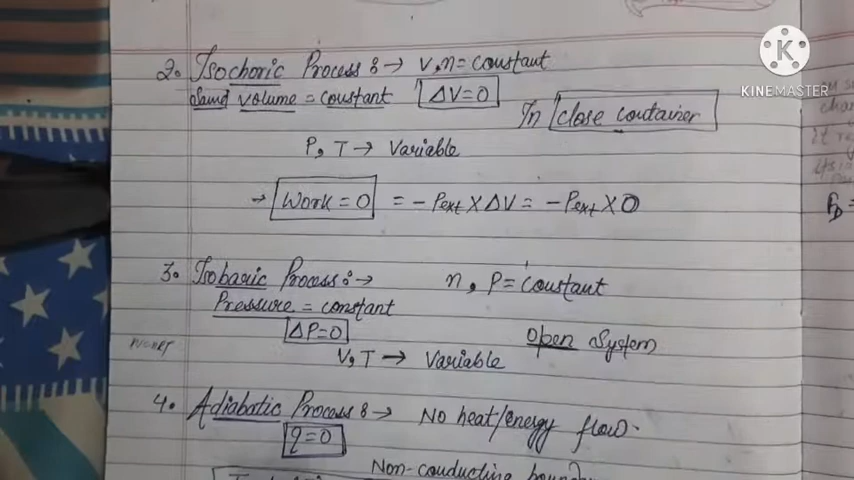 KINEMASTER
2. Isochoric Process :→ V,n = constant
Same volume = constant ΔV=0
In close container
P, T → Variable
→ Work = 0 = - Pext × ΔV = - Pext × 0
3. Isobaric Process :→ n, P = constant
Pressure = constant
ΔP=0 open System
NCERT
V, T → Variable
4. Adiabatic Process :→ No heat/energy flow.
q=0
Non-conducting